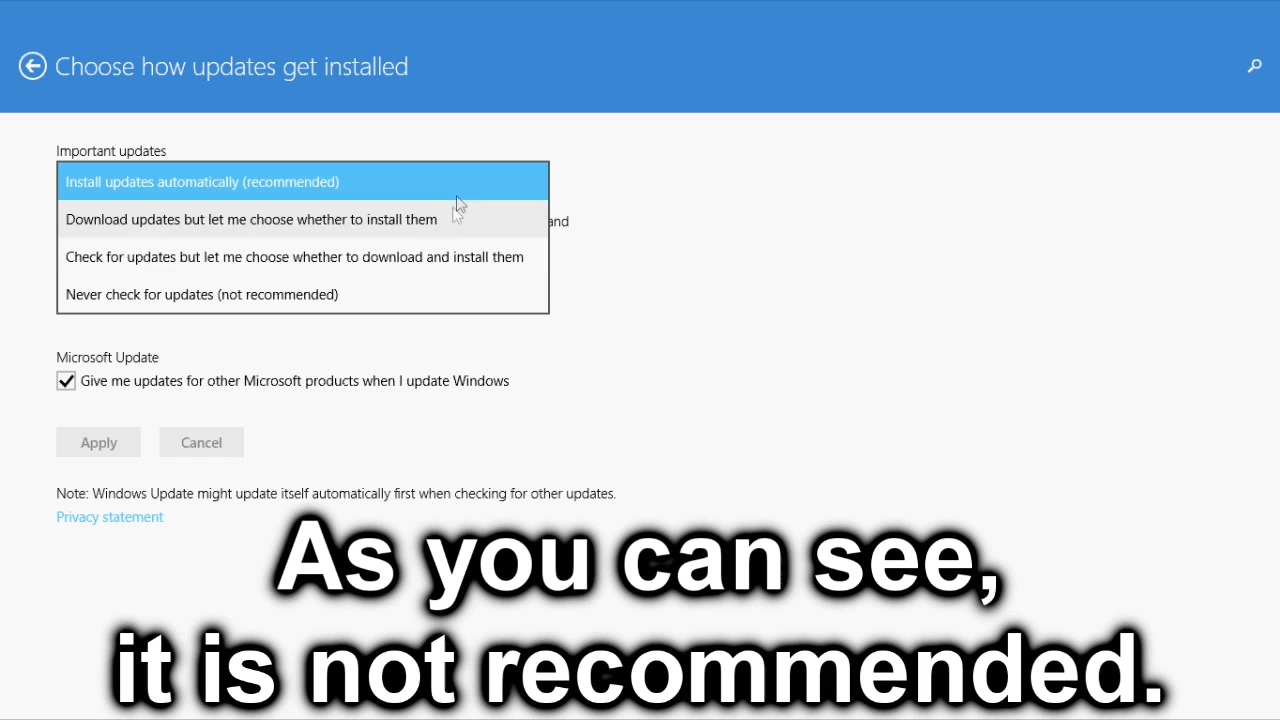 Choose how updates get installed
Important updates
Install updates automatically (recommended)
Download updates but let me choose whether to install them
and
Check for updates but let me choose whether to download and install them
Never check for updates (not recommended)
Microsoft Update
Give me updates for other Microsoft products when I update Windows
Apply Cancel
Note: Windows Update might update itself automatically first when checking for other updates.
Privacy statement
As you can see,
it is not recommended.